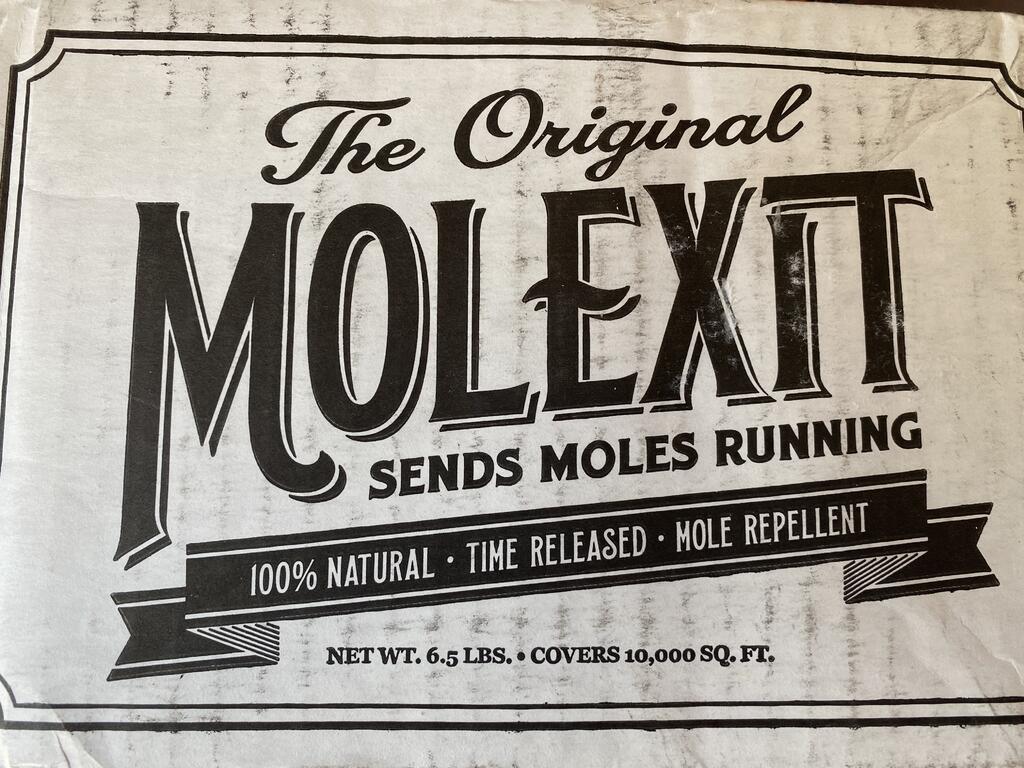 The Original
MOLEXIT
SENDS MOLES RUNNING
100% NATURAL · TIME RELEASED · MOLE REPELLENT
NET WT. 6.5 LBS. • COVERS 10,000 SQ. FT.